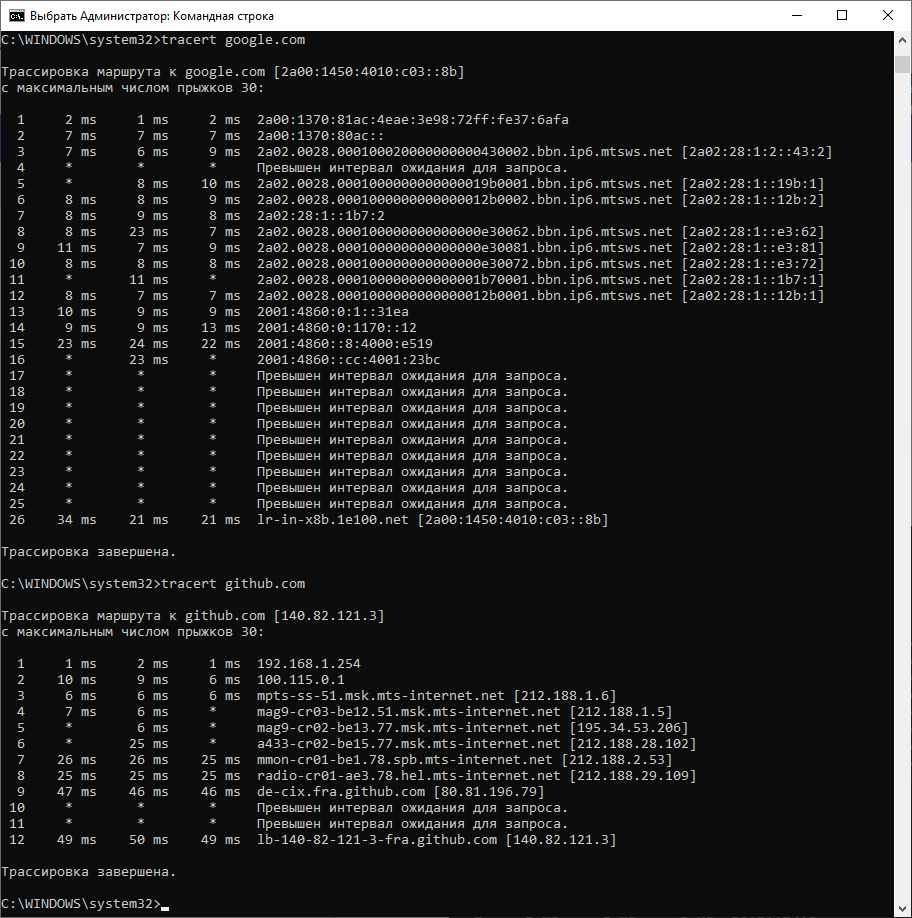 Выбрать Администратор: Командная строка
C:\WINDOWS\system32>tracert google.com
Трассировка маршрута к google.com [2a00:1450:4010:c03::8b]
с максимальным числом прыжков 30:
1 2 ms 1 ms 2 ms 2a00:1370:81ac:4eae:3e98:72ff:fe37:6afa
2 7 ms 7 ms 7 ms 2a00:1370:80ac::
3 7 ms 6 ms 9 ms 2a02.0028.000100020000000000430002.bbn.ip6.mtsws.net [2a02:28:1:2::43:2]
4 * * * Превышен интервал ожидания для запроса.
5 * 8 ms 10 ms 2a02.0028.000100000000000000019b0001.bbn.ip6.mtsws.net [2a02:28:1::19b:1]
6 8 ms 8 ms 9 ms 2a02.0028.000100000000000000012b0002.bbn.ip6.mtsws.net [2a02:28:1::12b:2]
7 8 ms 9 ms 8 ms 2a02:28:1::1b7:2
8 8 ms 23 ms 7 ms 2a02.0028.000100000000000000e30062.bbn.ip6.mtsws.net [2a02:28:1::e3:62]
9 11 ms 7 ms 9 ms 2a02.0028.000100000000000000e30081.bbn.ip6.mtsws.net [2a02:28:1::e3:81]
10 8 ms 8 ms 8 ms 2a02.0028.000100000000000000e30072.bbn.ip6.mtsws.net [2a02:28:1::e3:72]
11 * 11 ms * 2a02.0028.00010000000000000001b70001.bbn.ip6.mtsws.net [2a02:28:1::1b7:1]
12 8 ms 7 ms 7 ms 2a02.0028.000100000000000000012b0001.bbn.ip6.mtsws.net [2a02:28:1::12b:1]
13 10 ms 9 ms 9 ms 2001:4860:0:1::31ea
14 9 ms 9 ms 13 ms 2001:4860:0:1170::12
15 23 ms 24 ms 22 ms 2001:4860::8:4000:e519
16 * 23 ms * 2001:4860::cc:4001:23bc
17 * * * Превышен интервал ожидания для запроса.
18 * * * Превышен интервал ожидания для запроса.
19 * * * Превышен интервал ожидания для запроса.
20 * * * Превышен интервал ожидания для запроса.
21 * * * Превышен интервал ожидания для запроса.
22 * * * Превышен интервал ожидания для запроса.
23 * * * Превышен интервал ожидания для запроса.
24 * * * Превышен интервал ожидания для запроса.
25 * * * Превышен интервал ожидания для запроса.
26 34 ms 21 ms 21 ms lr-in-x8b.1e100.net [2a00:1450:4010:c03::8b]
Трассировка завершена.
C:\WINDOWS\system32>tracert github.com
Трассировка маршрута к github.com [140.82.121.3]
с максимальным числом прыжков 30:
1 1 ms 2 ms 1 ms 192.168.1.254
2 10 ms 9 ms 6 ms 100.115.0.1
3 6 ms 6 ms 6 ms mpts-ss-51.msk.mts-internet.net [212.188.1.6]
4 7 ms 6 ms * mag9-cr03-be12.51.msk.mts-internet.net [212.188.1.5]
5 * 6 ms * mag9-cr02-be13.77.msk.mts-internet.net [195.34.53.206]
6 * 25 ms * a433-cr02-be15.77.msk.mts-internet.net [212.188.28.102]
7 26 ms 26 ms 25 ms mmon-cr01-be1.78.spb.mts-internet.net [212.188.2.53]
8 25 ms 25 ms 25 ms radio-cr01-ae3.78.hel.mts-internet.net [212.188.29.109]
9 47 ms 46 ms 46 ms de-cix.fra.github.com [80.81.196.79]
10 * * * Превышен интервал ожидания для запроса.
11 * * * Превышен интервал ожидания для запроса.
12 49 ms 50 ms 49 ms lb-140-82-121-3-fra.github.com [140.82.121.3]
Трассировка завершена.
C:\WINDOWS\system32>